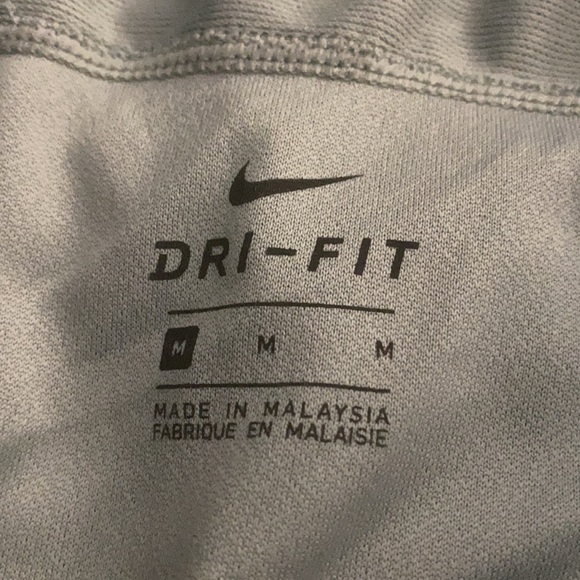 DRI-FIT
M M M
MADE IN MALAYSIA
FABRIQUE EN MALAISIE